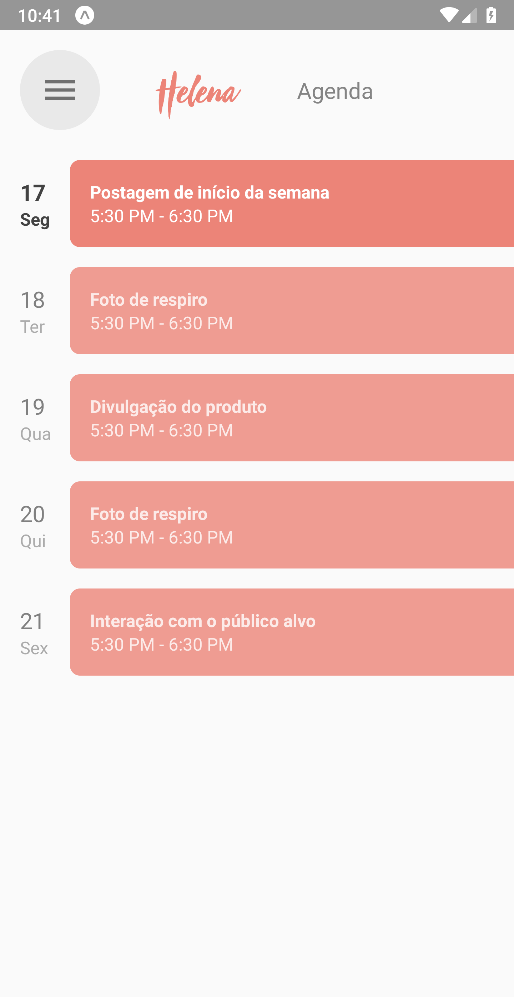 10:41
Helena
Agenda
17
Seg
Postagem de início da semana
5:30 PM - 6:30 PM
18
Ter
Foto de respiro
5:30 PM - 6:30 PM
19
Qua
Divulgação do produto
5:30 PM - 6:30 PM
20
Qui
Foto de respiro
5:30 PM - 6:30 PM
21
Sex
Interação com o público alvo
5:30 PM - 6:30 PM